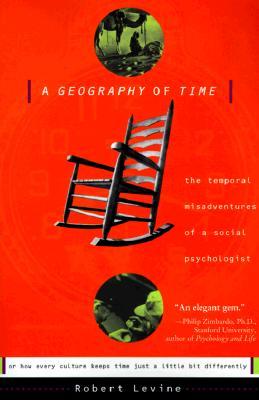 A GEOGRAPHY OF TIME
the temporal
misadventures
of a social
psychologist
“An elegant gem.”
—Philip Zimbardo, Ph.D.,
Stanford University,
author of Psychology and Life
or how every culture keeps time just a little bit differently
Robert Levine